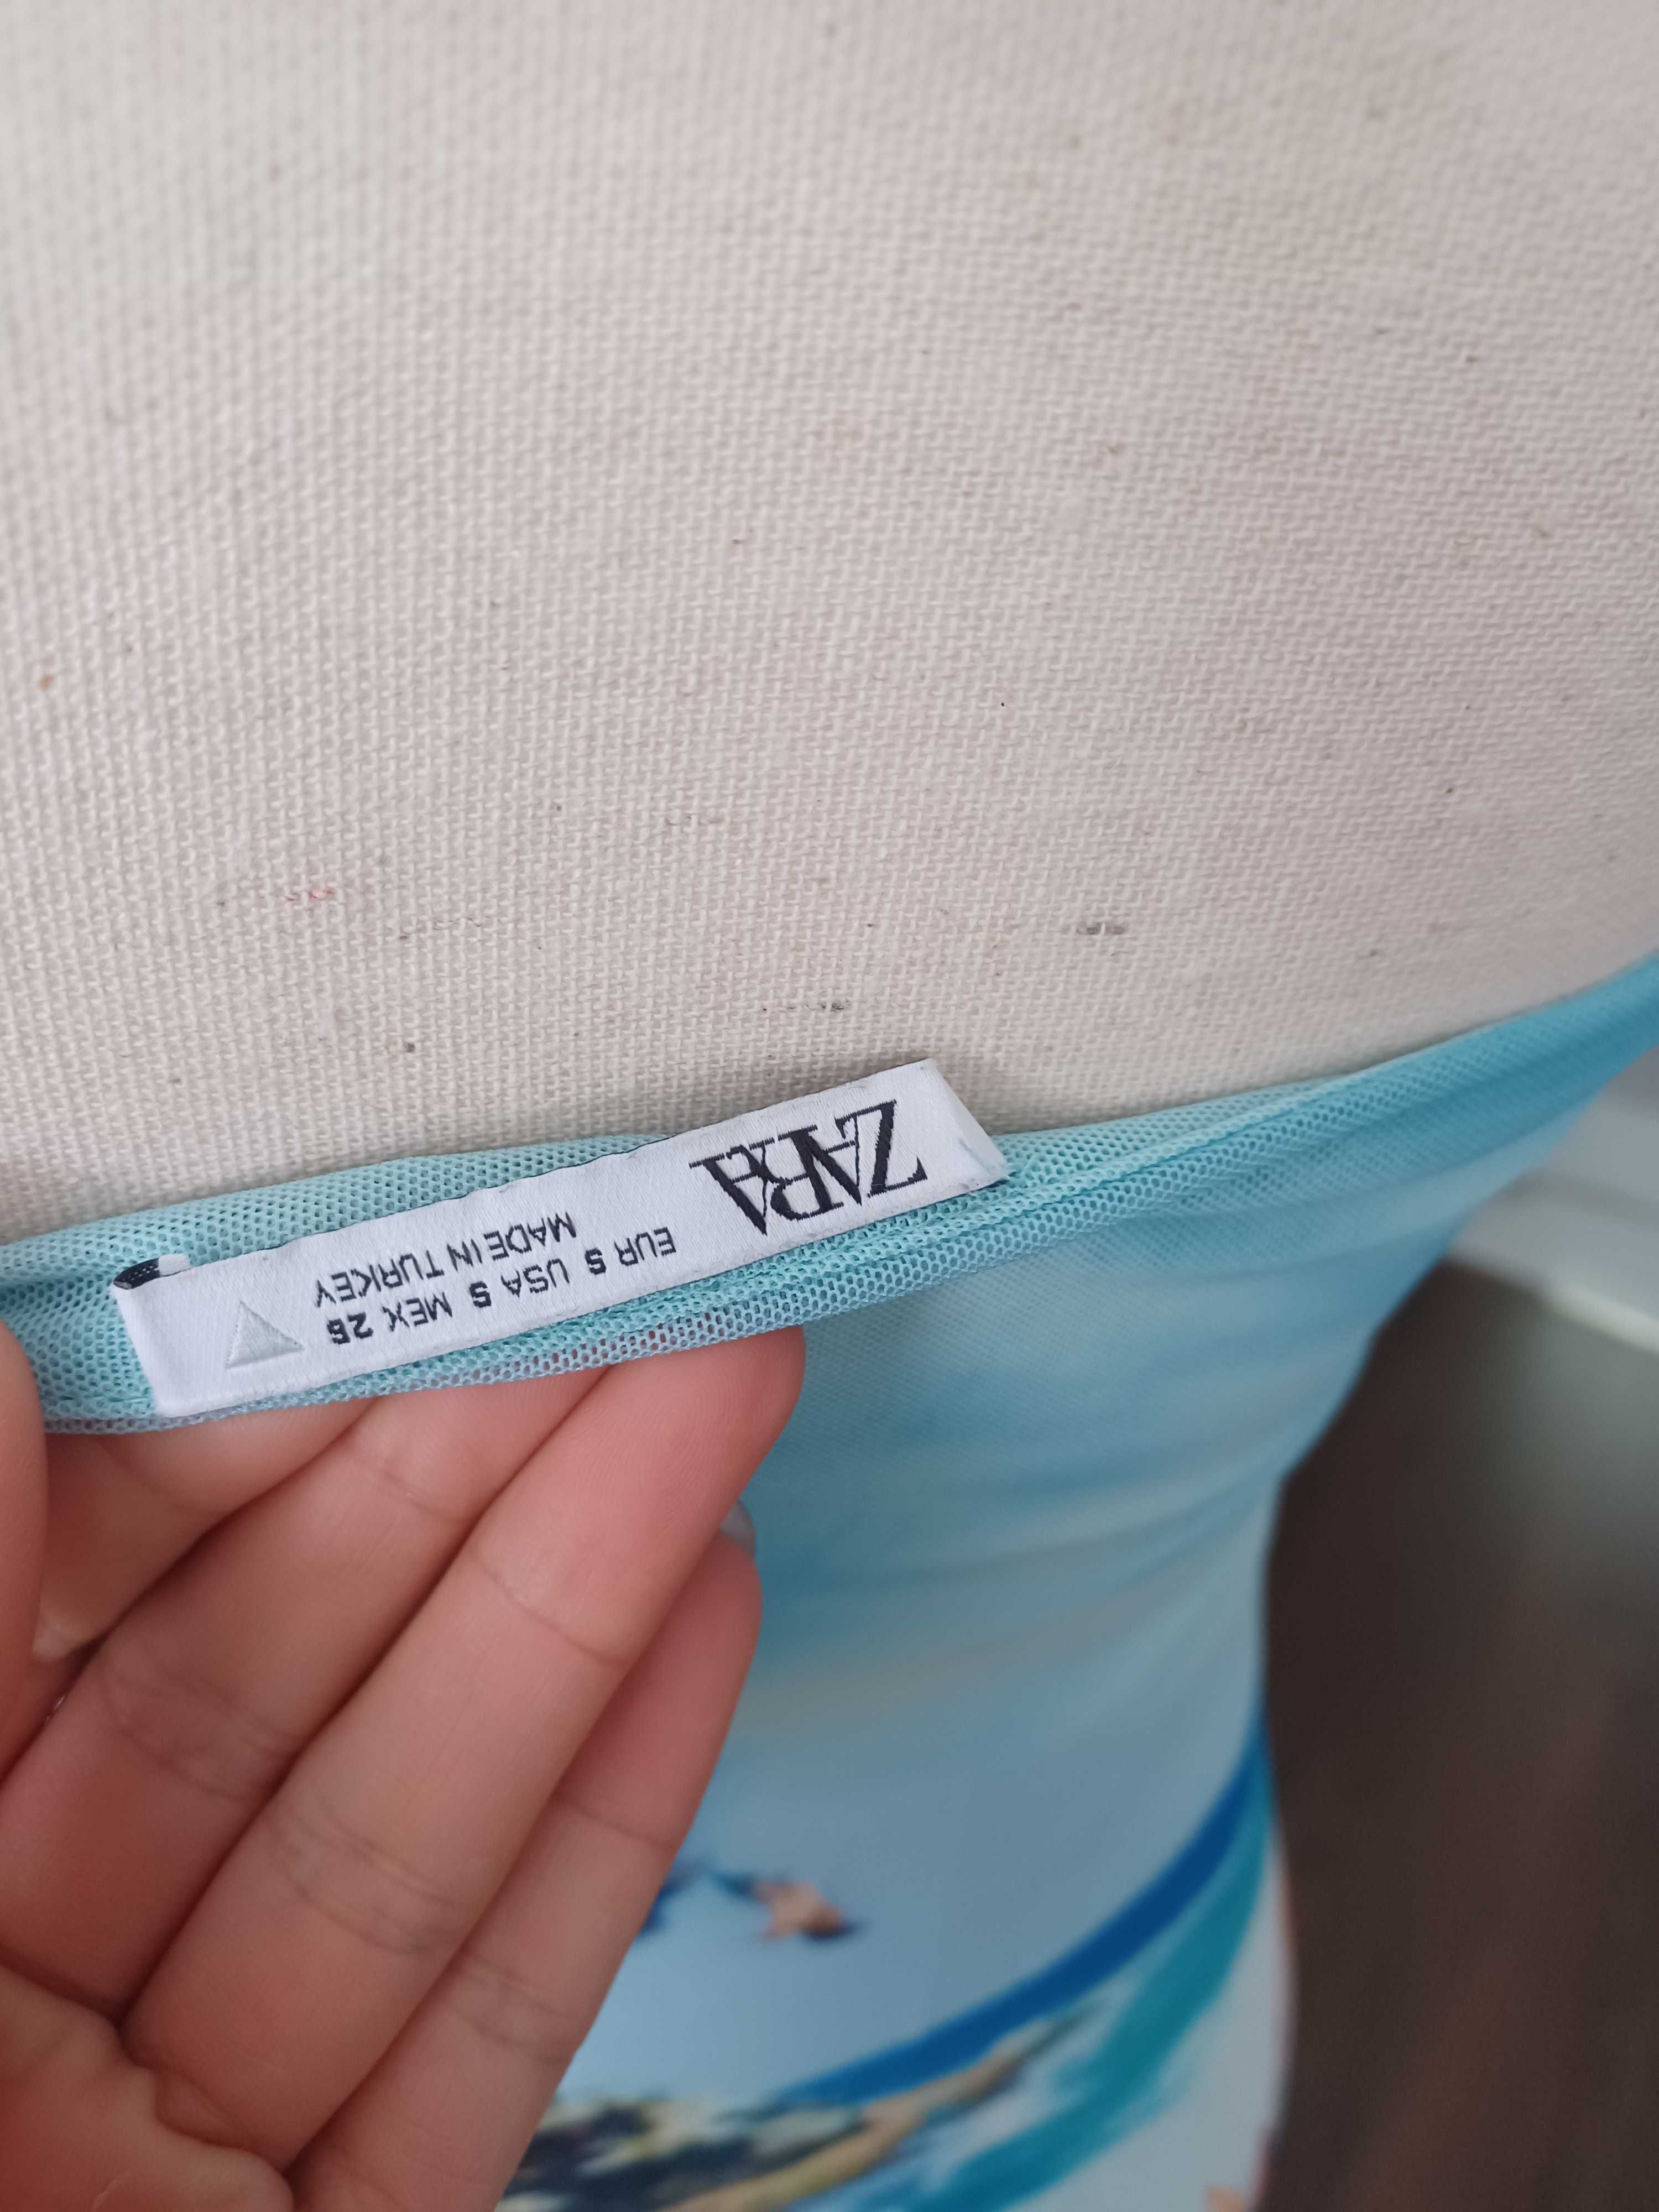 ZARA
EUR S USA S MEX 26
MADE IN TURKEY